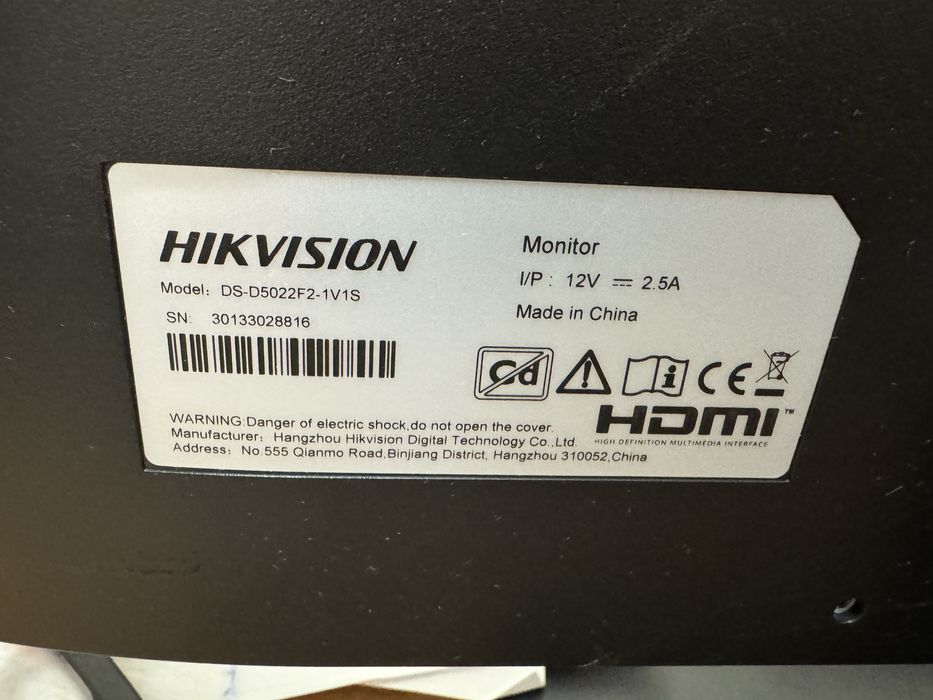 HIKVISION
Model: DS-D5022F2-1V1S
SN: 30133028816
Monitor
I/P : 12V ⎓ 2.5A
Made in China
Cd
CE
HDMI™
HIGH DEFINITION MULTIMEDIA INTERFACE
WARNING:Danger of electric shock,do not open the cover.
Manufacturer: Hangzhou Hikvision Digital Technology Co.,Ltd.
Address: No.555 Qianmo Road,Binjiang District, Hangzhou 310052,China